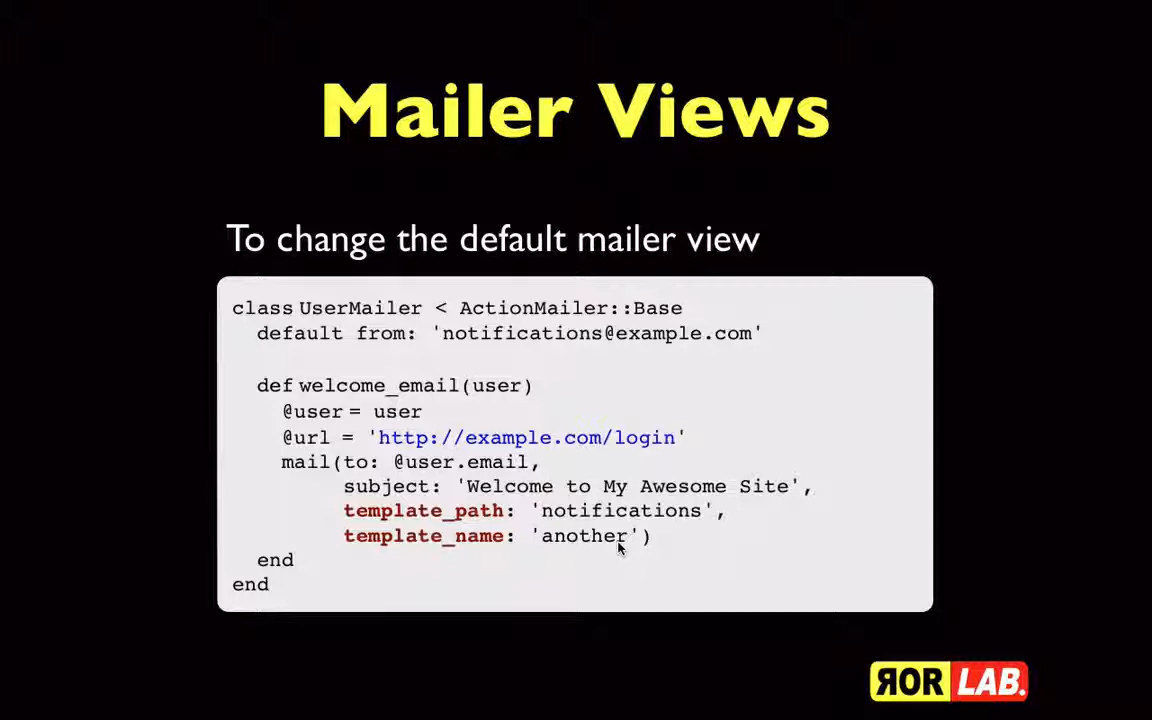 Mailer Views
To change the default mailer view
class UserMailer < ActionMailer::Base
  default from: 'notifications@example.com'
  def welcome_email(user)
    @user = user
    @url = 'http://example.com/login'
    mail(to: @user.email,
         subject: 'Welcome to My Awesome Site',
         template_path: 'notifications',
         template_name: 'another')
  end
end
ROR LAB.